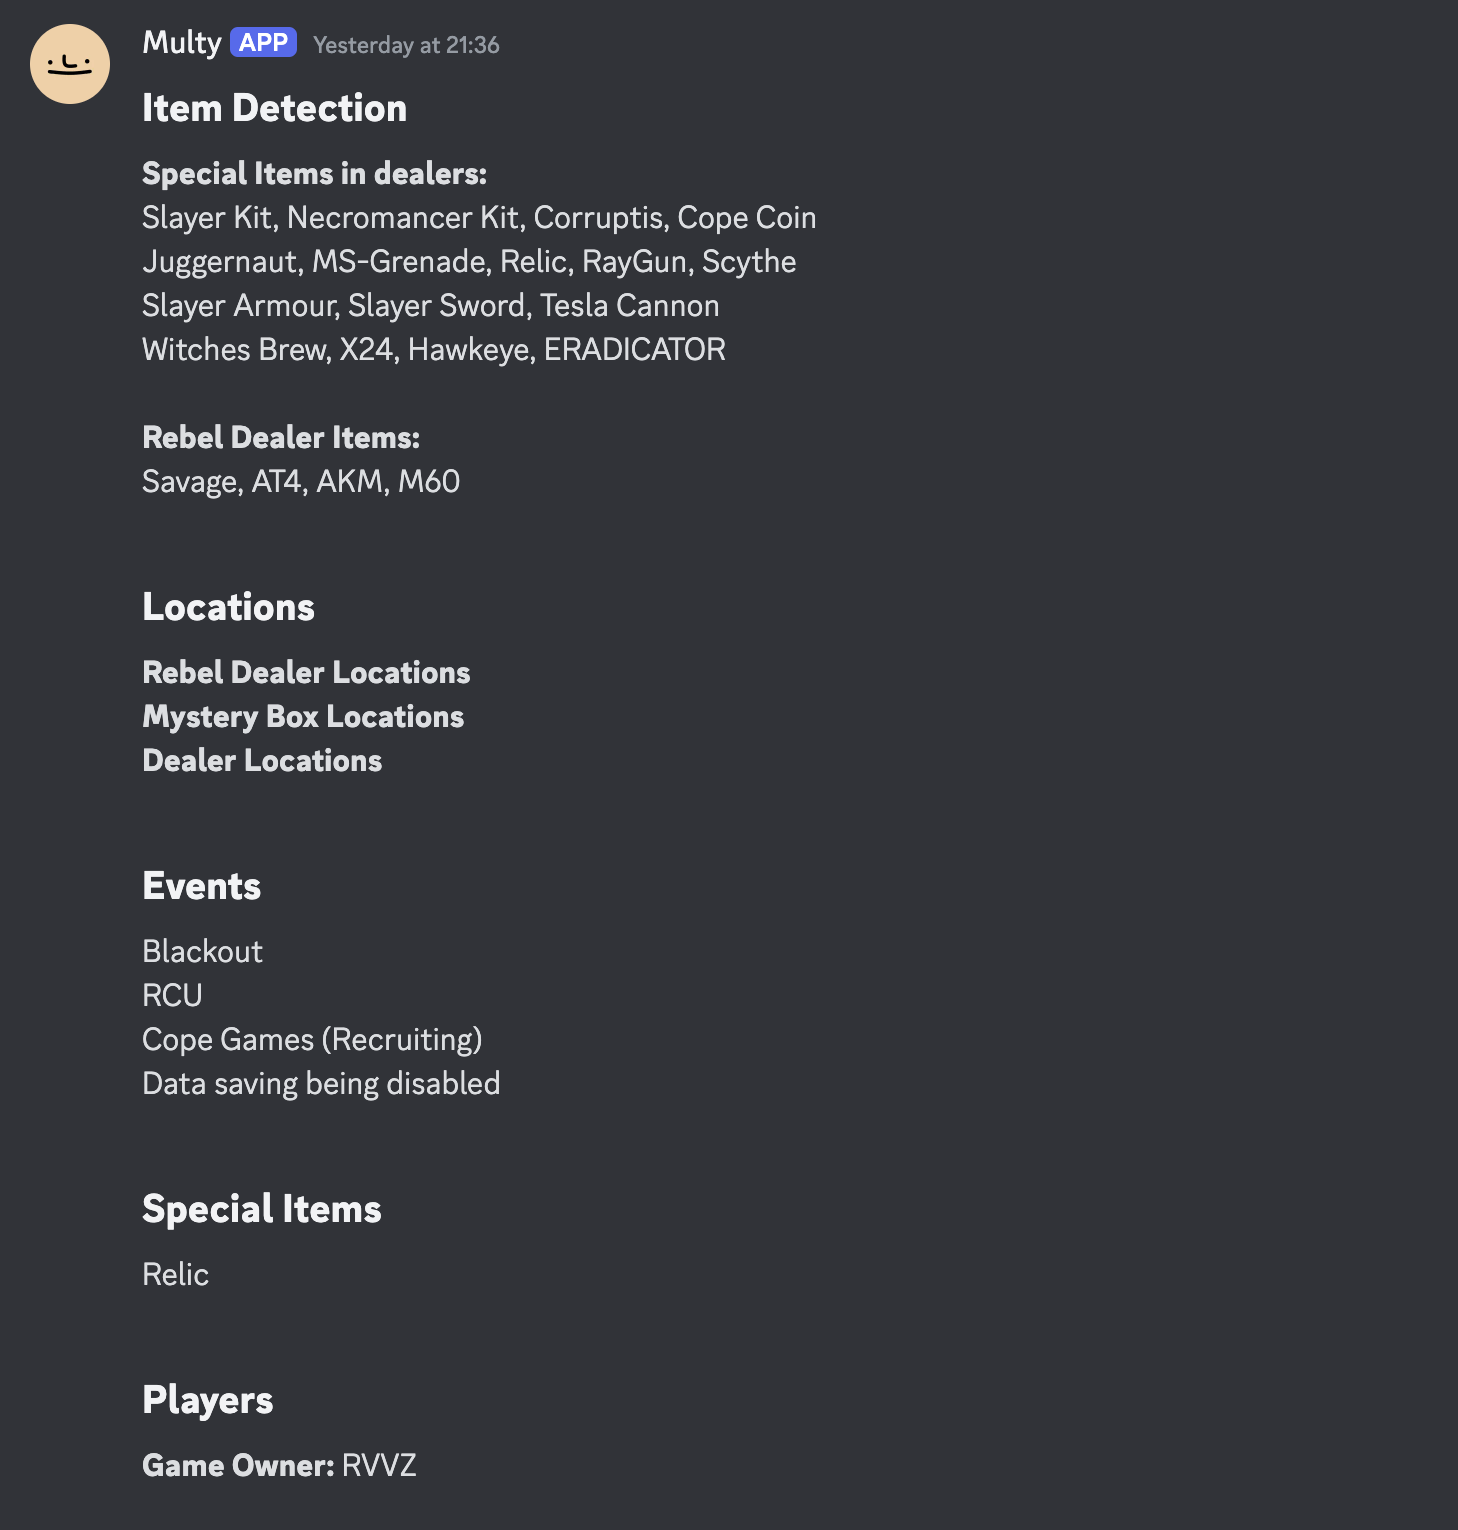 Multy APP Yesterday at 21:36
Item Detection
Special Items in dealers:
Slayer Kit, Necromancer Kit, Corruptis, Cope Coin
Juggernaut, MS-Grenade, Relic, RayGun, Scythe
Slayer Armour, Slayer Sword, Tesla Cannon
Witches Brew, X24, Hawkeye, ERADICATOR
Rebel Dealer Items:
Savage, AT4, AKM, M60
Locations
Rebel Dealer Locations
Mystery Box Locations
Dealer Locations
Events
Blackout
RCU
Cope Games (Recruiting)
Data saving being disabled
Special Items
Relic
Players
Game Owner: RVVZ